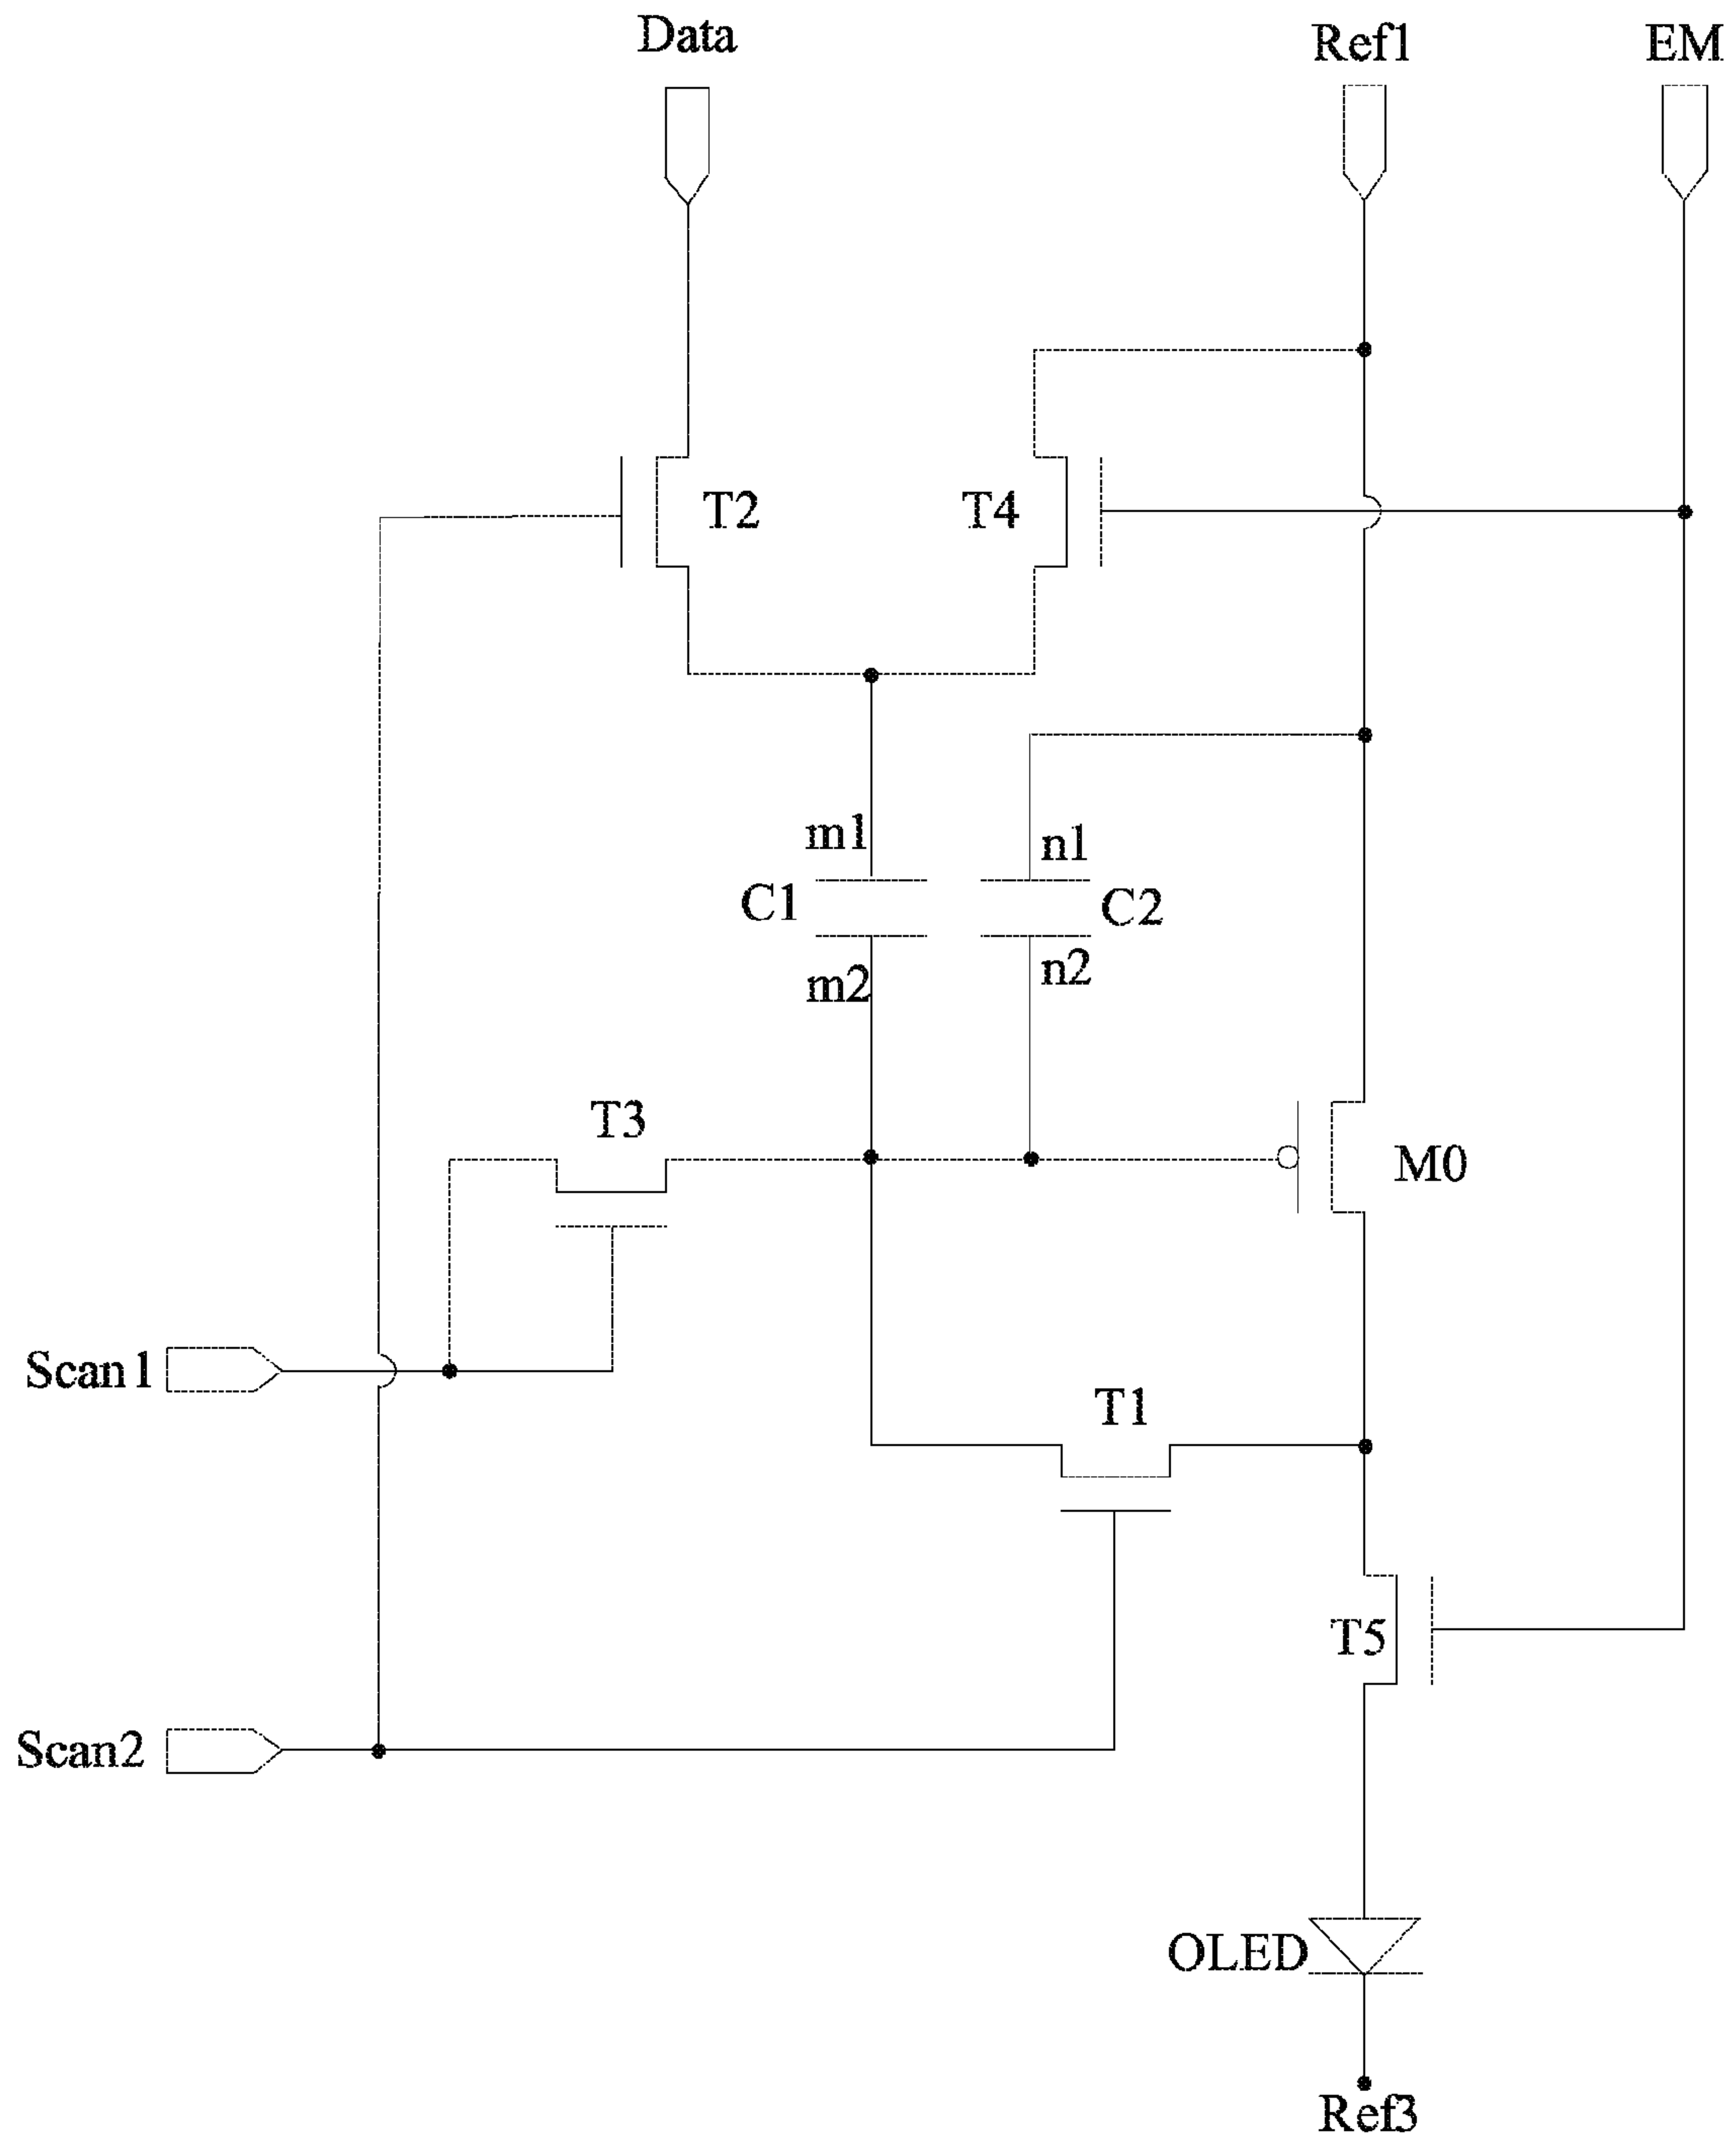 Data
Ref1
EM
T2
T4
m1
n1
C1
C2
m2
n2
T3
M0
Scan1
T1
T5
Scan2
OLED
Ref3